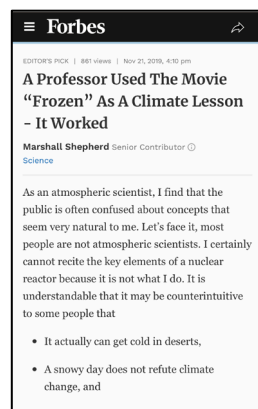 Forbes
EDITOR'S PICK | 861 views | Nov 21, 2019, 4:10 pm
A Professor Used The Movie
“Frozen” As A Climate Lesson
- It Worked
Marshall Shepherd Senior Contributor
Science
As an atmospheric scientist, I find that the
public is often confused about concepts that
seem very natural to me. Let's face it, most
people are not atmospheric scientists. I certainly
cannot recite the key elements of a nuclear
reactor because it is not what I do. It is
understandable that it may be counterintuitive
to some people that
• It actually can get cold in deserts,
• A snowy day does not refute climate
change, and